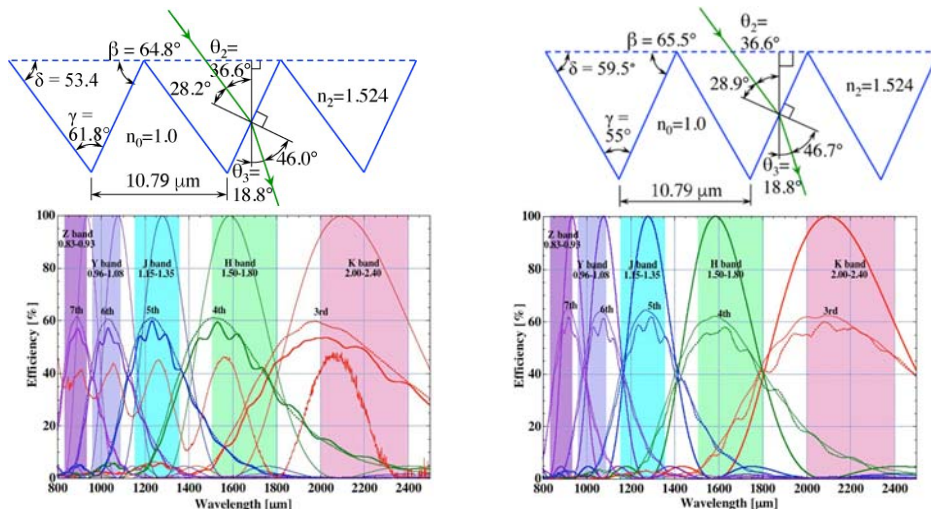 β = 64.8°
θ2=
36.6°
δ = 53.4
28.2°
γ =
61.8°
n0=1.0
n2=1.524
46.0°
θ3=
18.8°
10.79 μm
100
80
60
40
20
0
Efficiency [%]
Z band
0.83-0.93
Y band
0.96-1.08
J band
1.15-1.35
H band
1.50-1.80
K band
2.00-2.40
7th
6th
5th
4th
3rd
800 1000 1200 1400 1600 1800 2000 2200 2400
Wavelength [μm]
β = 65.5°
θ2=
36.6°
δ = 59.5°
28.9°
γ =
55°
n0=1.0
n2=1.524
46.7°
θ3=
18.8°
10.79 μm
100
80
60
40
20
0
Efficiency [%]
Z band
0.83-0.93
Y band
0.96-1.08
J band
1.15-1.35
H band
1.50-1.80
K band
2.00-2.40
7th
6th
5th
4th
3rd
800 1000 1200 1400 1600 1800 2000 2200 2400
Wavelength [μm]